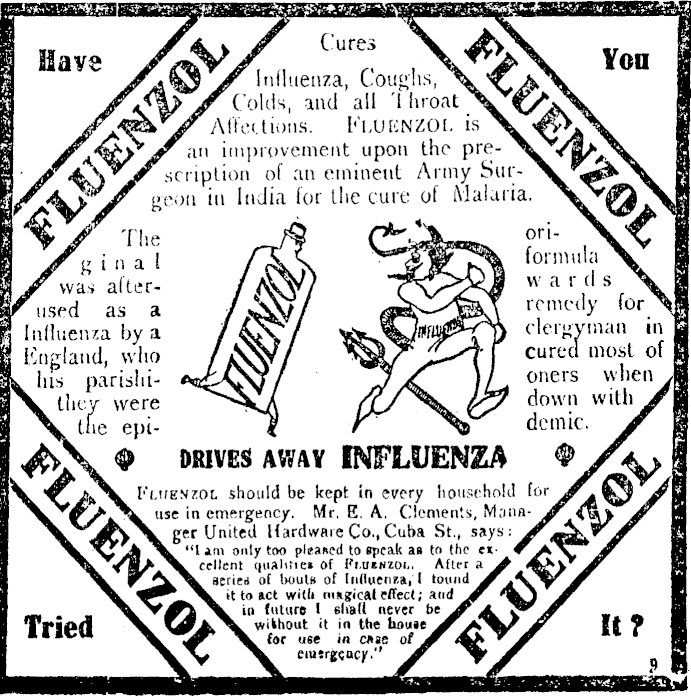 Have
You
FLUENZOL
FLUENZOL
Cures
Influenza, Coughs,
Colds, and all Throat
Affections. FLUENZOL is
an improvement upon the pre-
scription of an eminent Army Sur-
geon in India for the cure of Malaria.
The ori-
ginal formula
was after- wards
used as a remedy for
Influenza by a clergyman in
England, who cured most of
his parishi- oners when
they were down with
the epi- demic.
FLUENZOL
INFLUENZA
DRIVES AWAY INFLUENZA
FLUENZOL should be kept in every household for
use in emergency. Mr. E. A. Clements, Mana-
ger United Hardware Co., Cuba St., says:
"I am only too pleased to speak as to the ex-
cellent qualities of FLUENZOL. After a
series of bouts of Influenza, I found
it to act with magical effect; and
in future I shall never be
without it in the house
for use in case of
emergency."
FLUENZOL
FLUENZOL
Tried
It ?
9